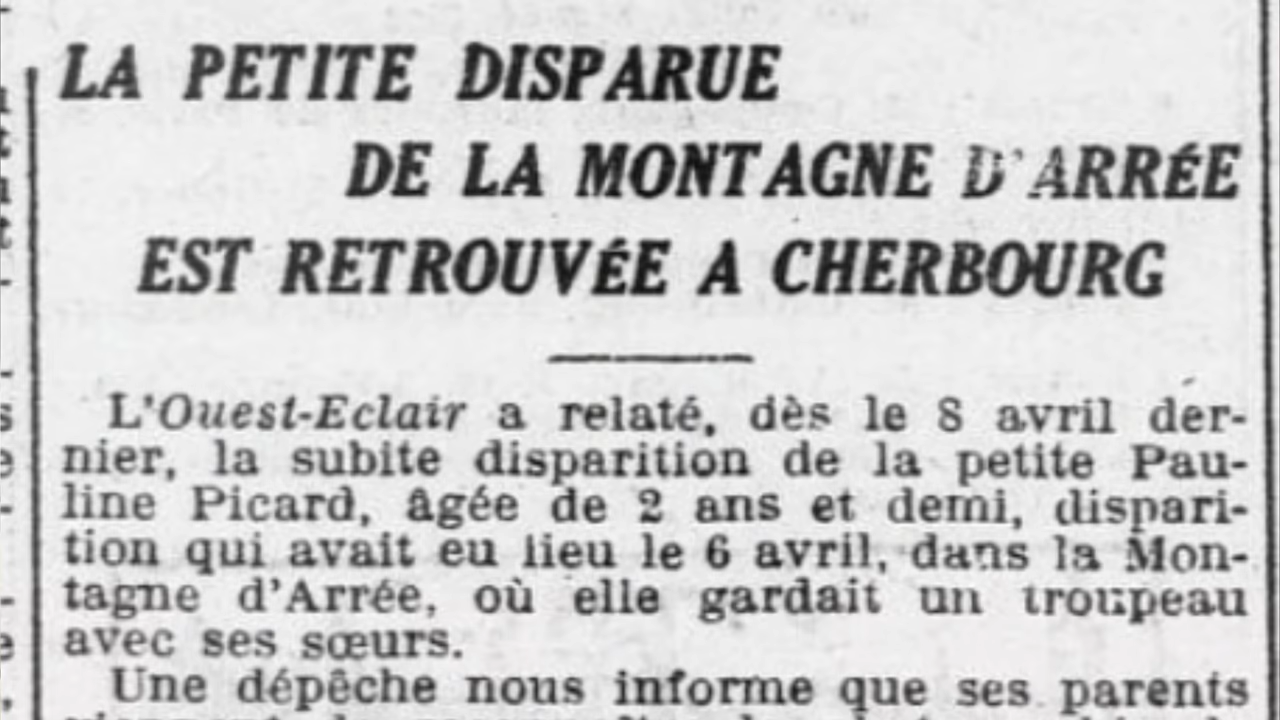 LA PETITE DISPARUE
DE LA MONTAGNE D'ARRÉE
EST RETROUVÉE A CHERBOURG
L'Ouest-Eclair a relaté, dès le 8 avril der-
nier, la subite disparition de la petite Pau-
line Picard, âgée de 2 ans et demi, dispari-
tion qui avait eu lieu le 6 avril, dans la Mon-
tagne d'Arrée, où elle gardait un troupeau
avec ses sœurs.
Une dépêche nous informe que ses parents